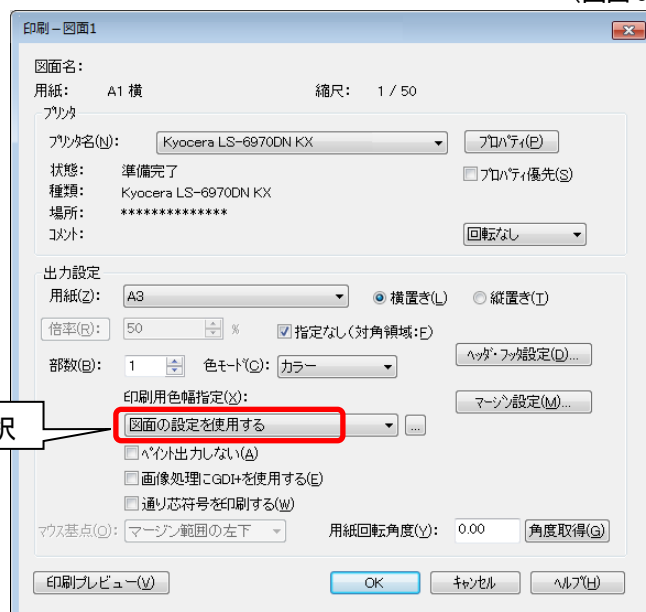 印刷 – 図面1
図面名:
用紙: A1 横 縮尺: 1 / 50
プリンタ
プリンタ名(N): Kyocera LS-6970DN KX プロパティ(P)
状態: 準備完了 プロパティ優先(S)
種類: Kyocera LS-6970DN KX
場所: **************
コメント: 回転なし
出力設定
用紙(Z): A3 横置き(L) 縦置き(T)
倍率(R): 50 % 指定なし(対角領域:F)
部数(B): 1 色モード(C): カラー ヘッダ・フッタ設定(D)...
印刷用色幅指定(X): マージン設定(M)...
択 図面の設定を使用する ...
ペイント出力しない(A)
画像処理にGDI+を使用する(E)
通り芯符号を印刷する(W)
マウス基点(O): マージン範囲の左下 用紙回転角度(Y): 0.00 角度取得(G)
印刷プレビュー(V) OK キャンセル ヘルプ(H)